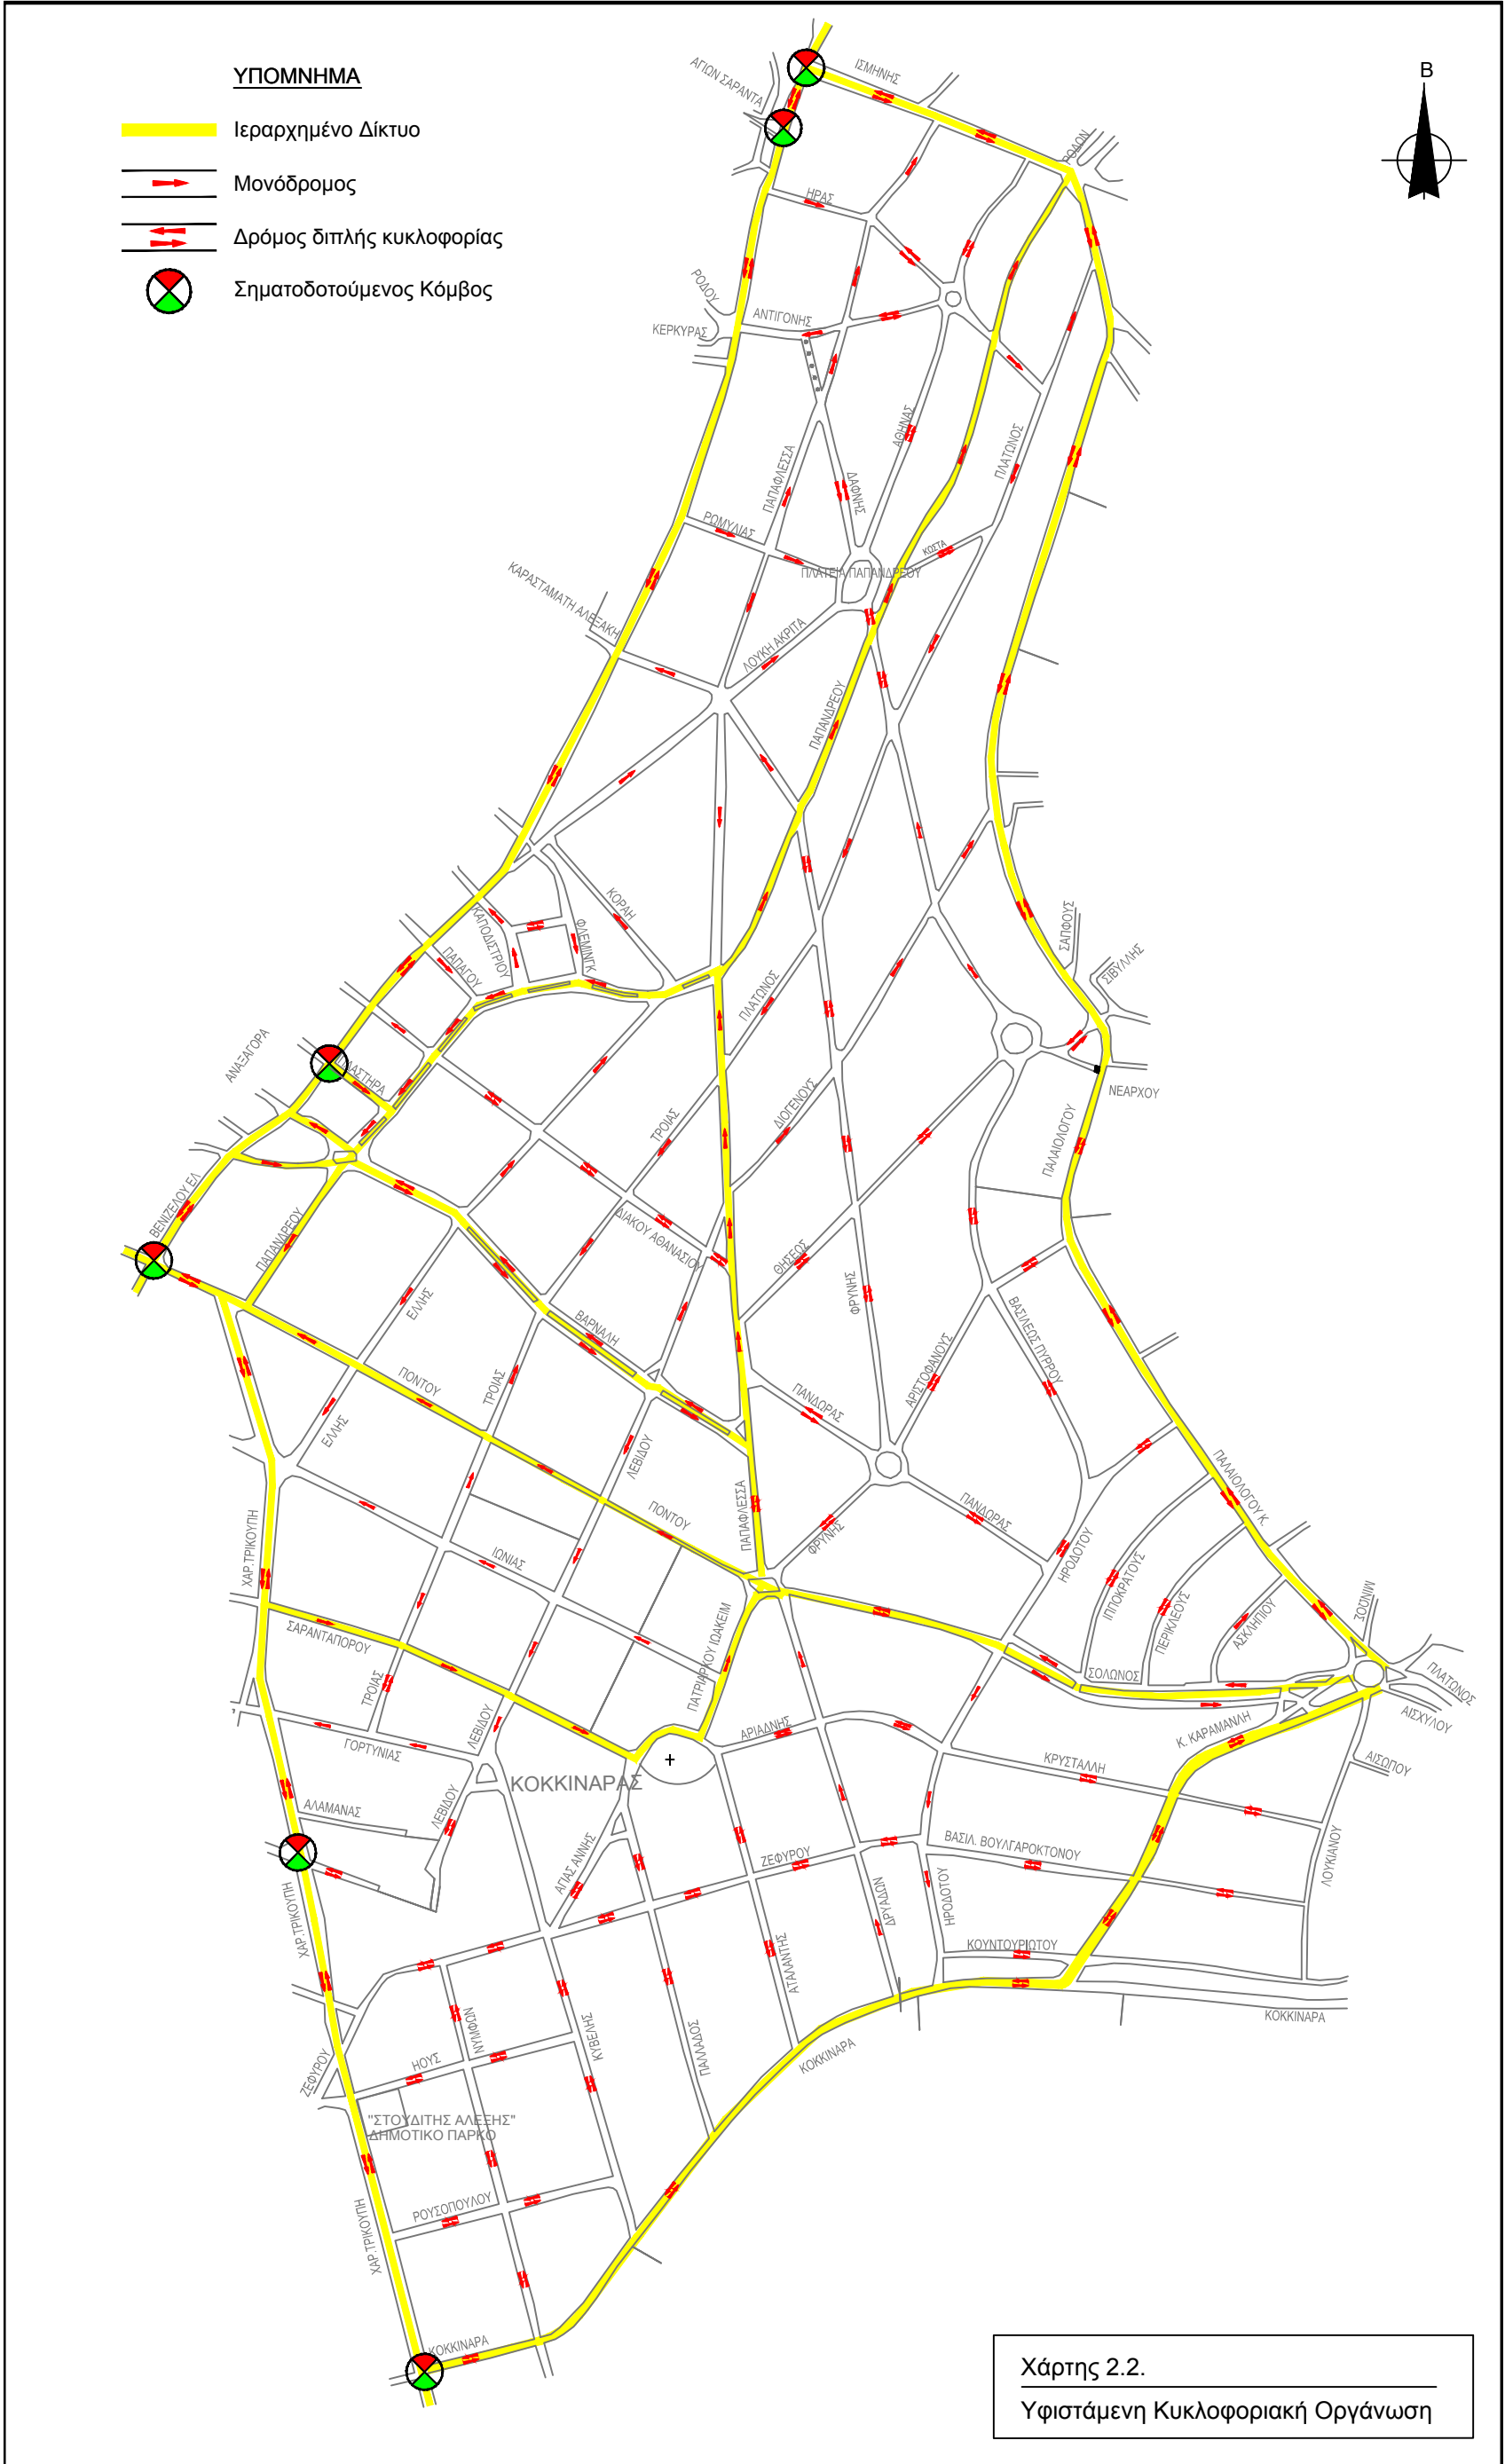 ΥΠΟΜΝΗΜΑ
Ιεραρχημένο Δίκτυο
Μονόδρομος
Δρόμος διπλής κυκλοφορίας
Σηματοδοτούμενος Κόμβος
Β
ΑΓΙΩΝ ΣΑΡΑΝΤΑ
ΙΣΜΗΝΗΣ
ΡΟΔΩΝ
ΗΡΑΣ
ΡΟΔΟΥ
ΚΕΡΚΥΡΑΣ
ΑΝΤΙΓΟΝΗΣ
ΑΘΗΝΑΣ
ΠΛΑΤΩΝΟΣ
ΠΑΠΑΦΛΕΣΣΑ
ΔΑΦΝΗΣ
ΡΩΜΥΛΙΑΣ
ΚΩΣΤΑ
ΠΛΑΤΕΙΑ ΠΑΠΑΝΔΡΕΟΥ
ΚΑΡΑΣΤΑΜΑΤΗ ΑΛΕΞΑΚΗ
ΛΟΥΚΗ ΑΚΡΙΤΑ
ΠΑΠΑΝΔΡΕΟΥ
ΚΟΡΑΗ
ΚΑΠΟΔΙΣΤΡΙΟΥ
ΦΛΕΜΙΝΓΚ
ΠΑΠΑΓΟΥ
ΣΑΠΦΟΥΣ
ΣΙΒΥΛΛΗΣ
ΠΛΑΤΩΝΟΣ
ΑΝΑΞΑΓΟΡΑ
ΠΛΑΣΤΗΡΑ
ΝΕΑΡΧΟΥ
ΔΙΟΓΕΝΟΥΣ
ΤΡΟΙΑΣ
ΠΑΛΑΙΟΛΟΓΟΥ
ΒΕΝΙΖΕΛΟΥ ΕΛ
ΠΑΠΑΝΔΡΕΟΥ
ΔΙΑΚΟΥ ΑΘΑΝΑΣΙΟΥ
ΘΗΣΕΩΣ
ΦΡΥΝΗΣ
ΕΛΛΗΣ
ΒΑΡΝΑΛΗ
ΒΑΣΙΛΕΩΣ ΠΥΡΡΟΥ
ΑΡΙΣΤΟΦΑΝΟΥΣ
ΠΟΝΤΟΥ
ΤΡΟΙΑΣ
ΠΑΝΔΩΡΑΣ
ΕΛΛΗΣ
ΛΕΒΙΔΟΥ
ΠΑΛΑΙΟΛΟΓΟΥ Κ
ΠΟΝΤΟΥ
ΠΑΠΑΦΛΕΣΣΑ
ΠΑΝΔΩΡΑΣ
ΦΡΥΝΗΣ
ΧΑΡ.ΤΡΙΚΟΥΠΗ
ΙΩΝΙΑΣ
ΗΡΟΔΟΤΟΥ
ΙΠΠΟΚΡΑΤΟΥΣ
ΠΕΡΙΚΛΕΟΥΣ
ΑΣΚΛΗΠΙΟΥ
ΜΙΝΩΟΣ
ΣΑΡΑΝΤΑΠΟΡΟΥ
ΠΑΤΡΙΑΡΧΟΥ ΙΩΑΚΕΙΜ
ΤΡΟΙΑΣ
ΣΟΛΩΝΟΣ
ΠΛΑΤΩΝΟΣ
ΑΙΣΧΥΛΟΥ
ΛΕΒΙΔΟΥ
ΑΡΙΑΔΝΗΣ
Κ. ΚΑΡΑΜΑΝΛΗ
ΓΟΡΤΥΝΙΑΣ
ΚΡΥΣΤΑΛΛΗ
ΑΙΣΩΠΟΥ
ΚΟΚΚΙΝΑΡΑΣ
ΑΛΑΜΑΝΑΣ
ΛΕΒΙΔΟΥ
ΑΓΙΑΣ ΑΝΝΗΣ
ΖΕΦΥΡΟΥ
ΒΑΣΙΛ. ΒΟΥΛΓΑΡΟΚΤΟΝΟΥ
ΛΟΥΚΙΑΝΟΥ
ΔΡΥΑΔΩΝ
ΗΡΟΔΟΤΟΥ
ΧΑΡ.ΤΡΙΚΟΥΠΗ
ΑΤΑΛΑΝΤΗΣ
ΚΟΥΝΤΟΥΡΙΩΤΟΥ
ΚΟΚΚΙΝΑΡΑ
ΝΥΜΦΩΝ
ΚΥΒΕΛΗΣ
ΠΑΛΛΑΔΟΣ
ΚΟΚΚΙΝΑΡΑ
ΗΟΥΣ
ΖΕΦΥΡΟΥ
"ΣΤΟΥΔΙΤΗΣ ΑΛΕΞΗΣ"
ΔΗΜΟΤΙΚΟ ΠΑΡΚΟ
ΡΟΥΣΟΠΟΥΛΟΥ
ΧΑΡ.ΤΡΙΚΟΥΠΗ
ΚΟΚΚΙΝΑΡΑ
Χάρτης 2.2.
Υφιστάμενη Κυκλοφοριακή Οργάνωση